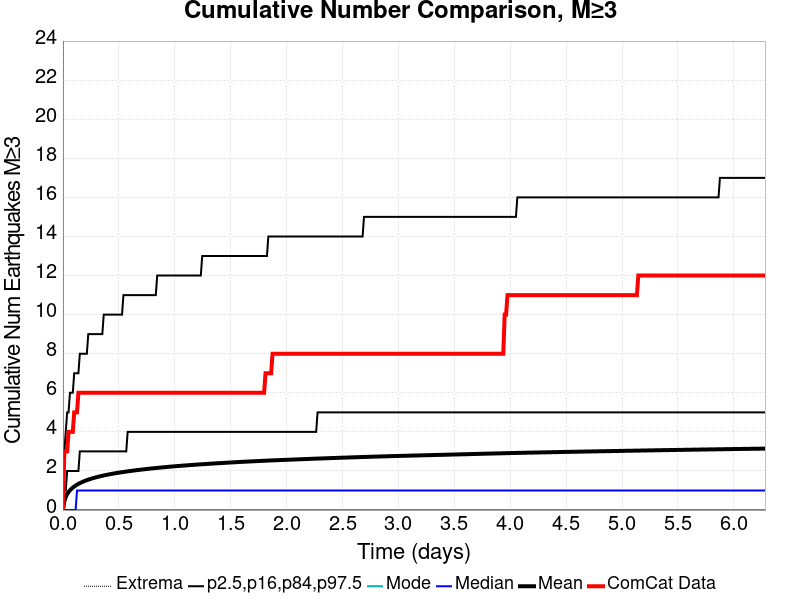 Cumulative Number Comparison, M≥3
Cumulative Num Earthquakes M≥3
24
22
20
18
16
14
12
10
8
6
4
2
0
0.0 0.5 1.0 1.5 2.0 2.5 3.0 3.5 4.0 4.5 5.0 5.5 6.0
Time (days)
Extrema p2.5,p16,p84,p97.5 Mode Median Mean ComCat Data